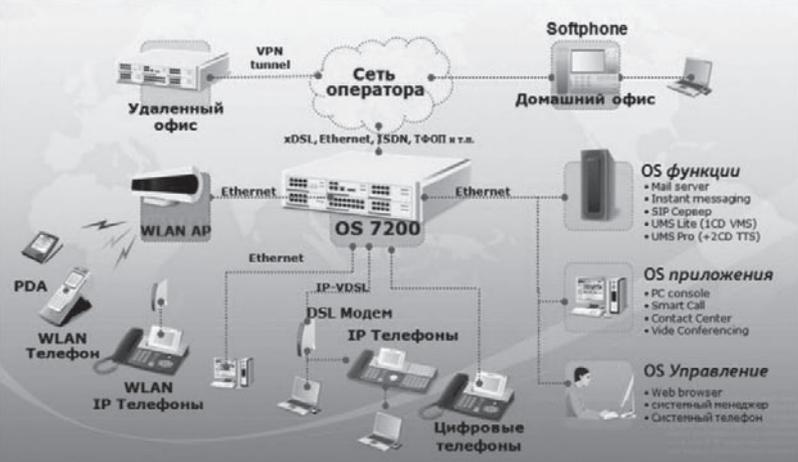 Softphone
VPN
tunnel
Сеть
оператора
Удаленный
офис
Домашний офис
xDSL, Ethernet, ISDN, ТФОП и т.п.
Ethernet
Ethernet
OS функции
• Mail server
• Instant messaging
• SIP Сервер
• UMS Lite (1CD VMS)
• UMS Pro (+2CD TTS)
WLAN AP
OS 7200
Ethernet
PDA
IP-VDSL
OS приложения
• PC console
• Smart Call
• Contact Center
• Vide Conferencing
DSL Модем
IP Телефоны
WLAN
Телефон
WLAN
IP Телефоны
OS Управление
• Web browser
• системный менеджер
• Системный телефон
Цифровые
телефоны